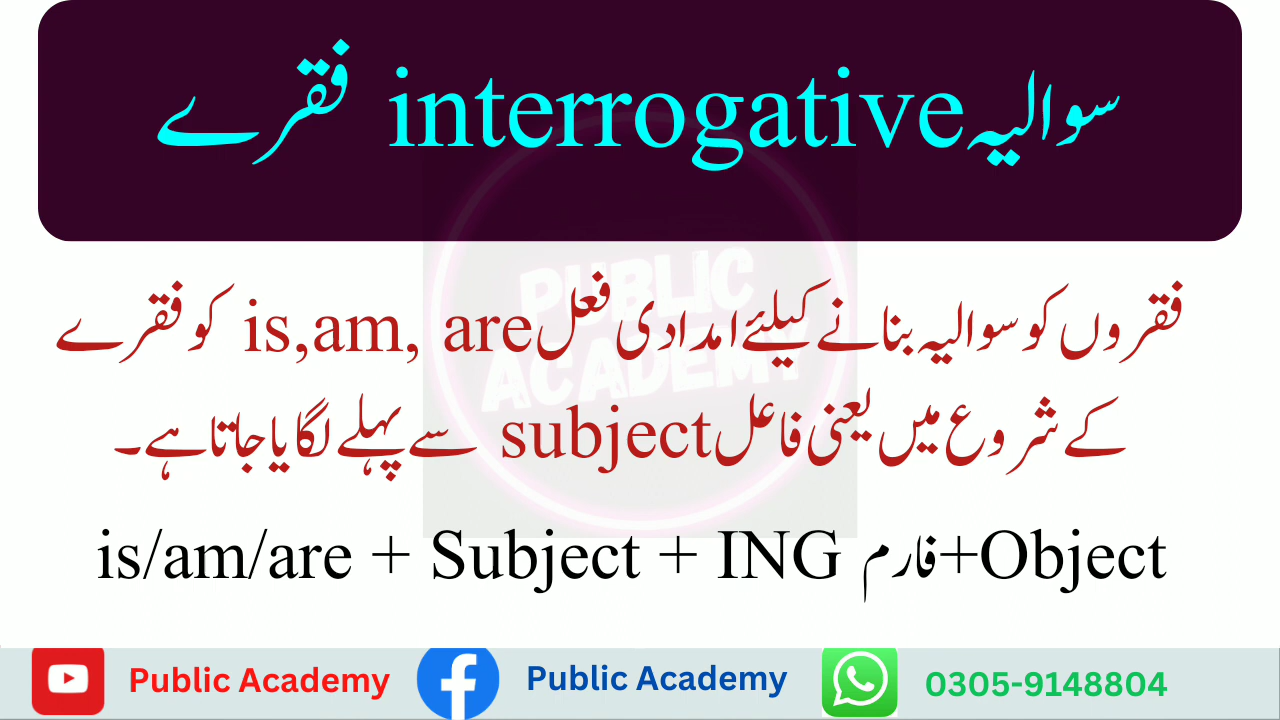 سوالیہ interrogative فقرے
فقروں کو سوالیہ بنانے کیلئے امدادی فعل is,am, are کو فقرے
کے شروع میں یعنی فاعل subject سے پہلے لگایا جاتا ہے۔
is/am/are + Subject + ING فارم+Object
PUBLIC
ACADEMY
Public Academy
Public Academy
0305-9148804